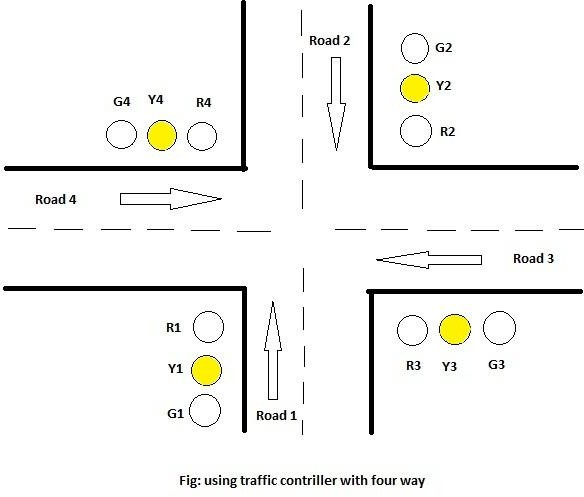 Road 2
G2
Y2
R2
G4 Y4 R4
Road 4
Road 3
R1
Y1
G1
Road 1
R3 Y3 G3
Fig: using traffic contriller with four way